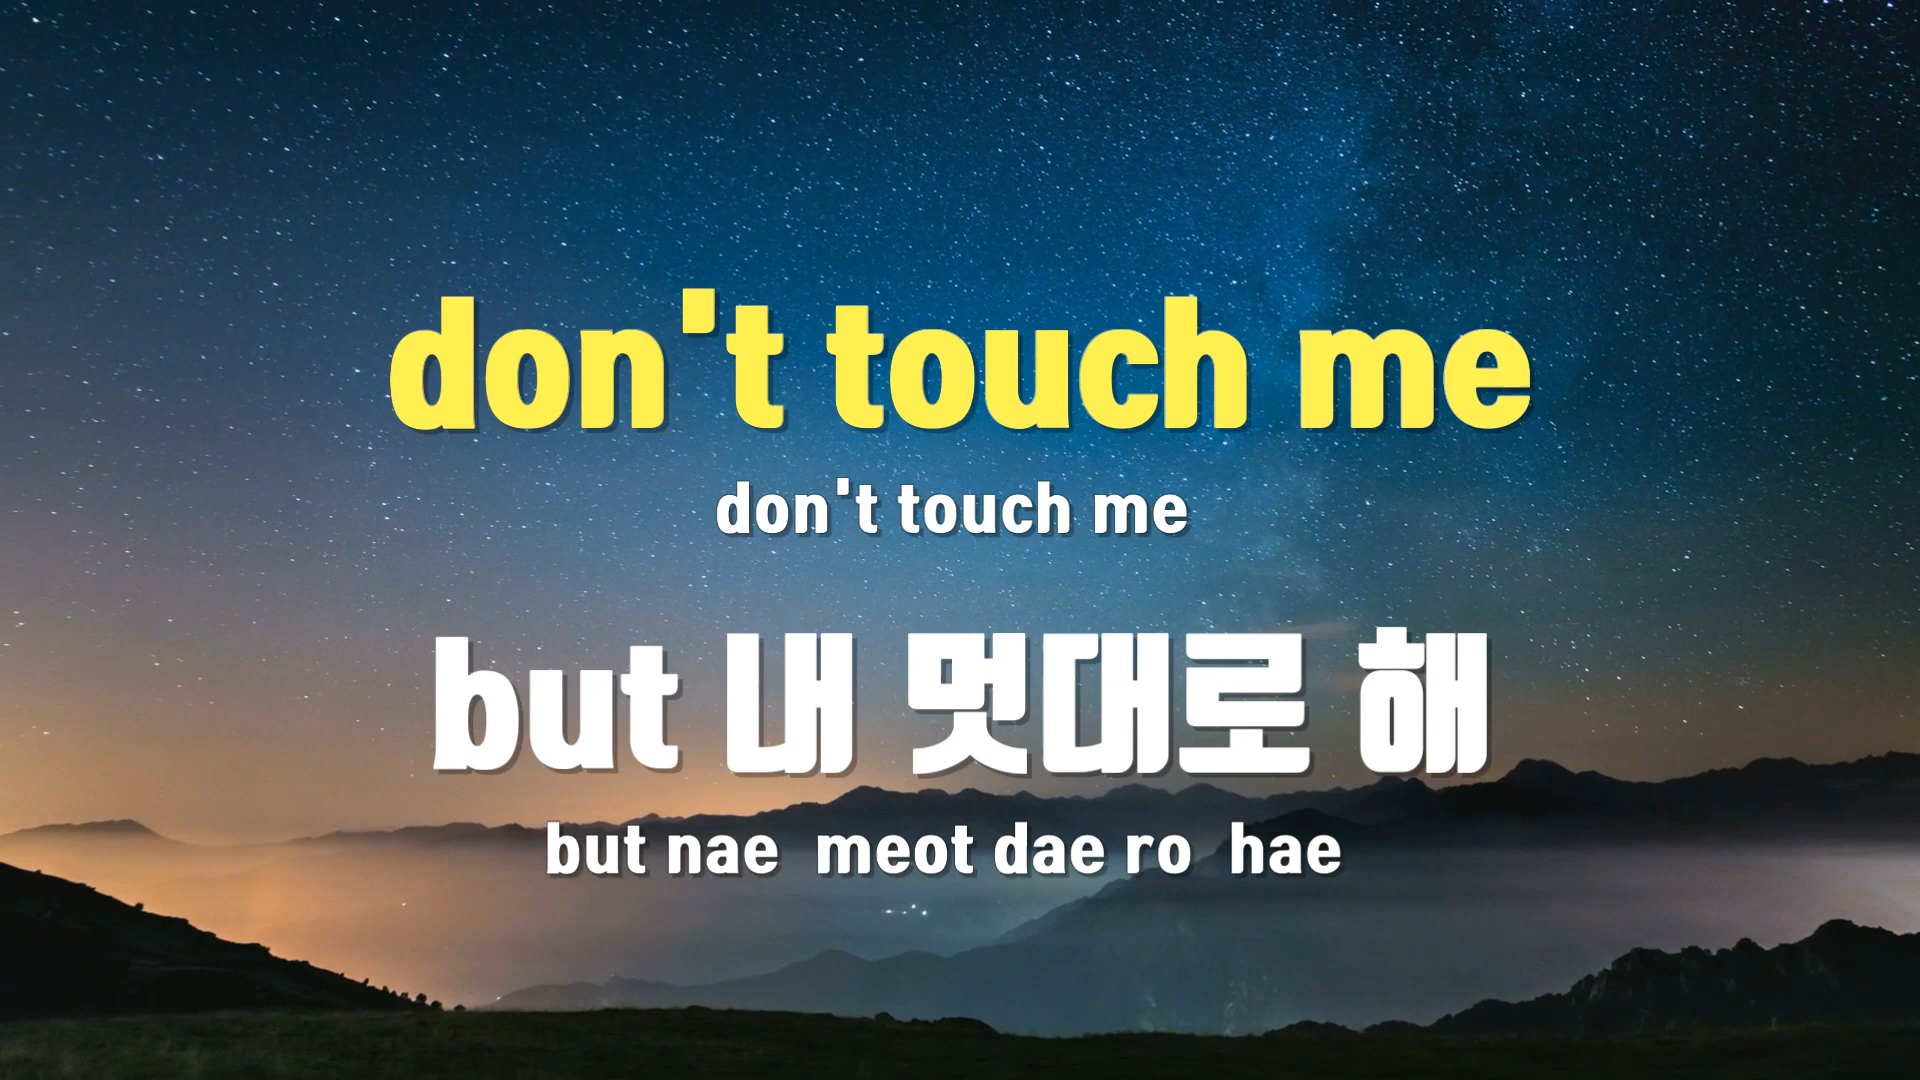 don't touch me
don't touch me
but 내 멋대로 해
but nae meot dae ro hae